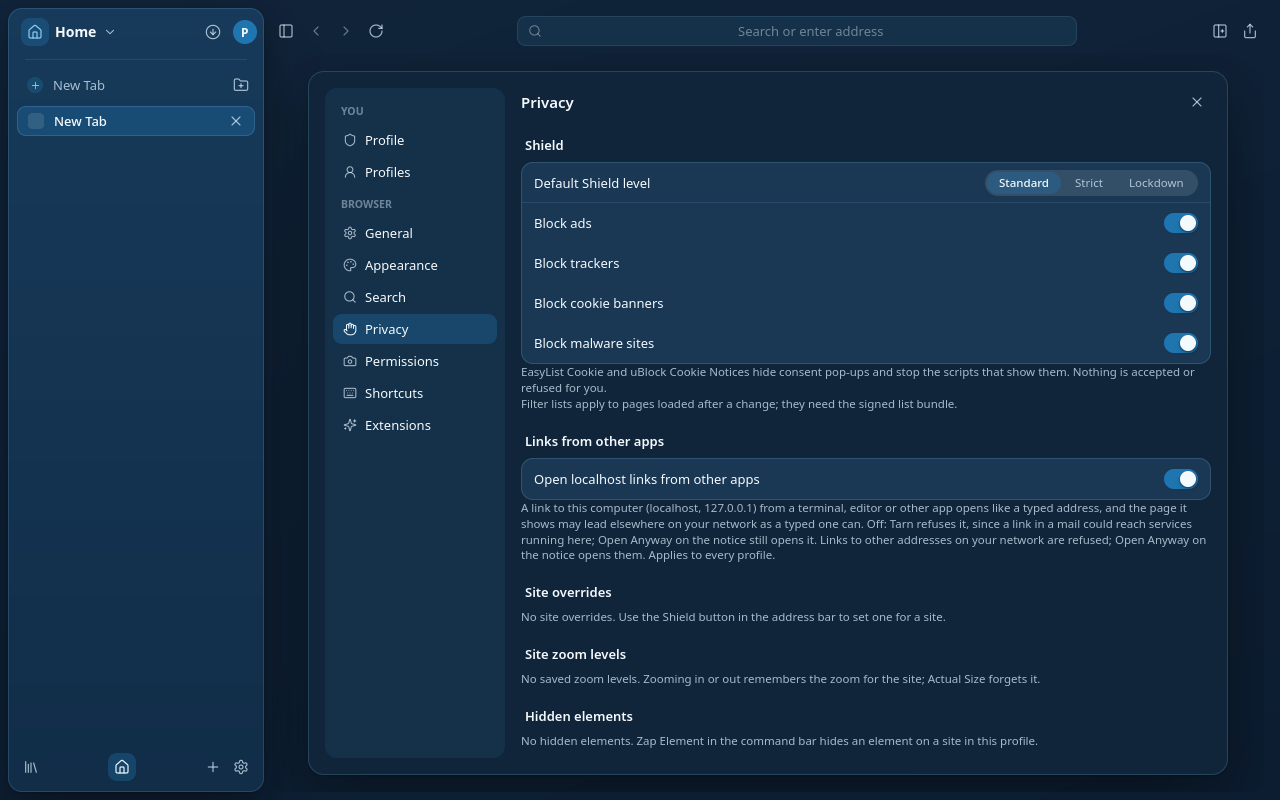 Home
P
New Tab
New Tab
Search or enter address
YOU
Profile
Profiles
BROWSER
General
Appearance
Search
Privacy
Permissions
Shortcuts
Extensions
Privacy
Shield
Default Shield level
Standard
Strict
Lockdown
Block ads
Block trackers
Block cookie banners
Block malware sites
EasyList Cookie and uBlock Cookie Notices hide consent pop-ups and stop the scripts that show them. Nothing is accepted or
refused for you.
Filter lists apply to pages loaded after a change; they need the signed list bundle.
Links from other apps
Open localhost links from other apps
A link to this computer (localhost, 127.0.0.1) from a terminal, editor or other app opens like a typed address, and the page it
shows may lead elsewhere on your network as a typed one can. Off: Tarn refuses it, since a link in a mail could reach services
running here; Open Anyway on the notice still opens it. Links to other addresses on your network are refused; Open Anyway on
the notice opens them. Applies to every profile.
Site overrides
No site overrides. Use the Shield button in the address bar to set one for a site.
Site zoom levels
No saved zoom levels. Zooming in or out remembers the zoom for the site; Actual Size forgets it.
Hidden elements
No hidden elements. Zap Element in the command bar hides an element on a site in this profile.